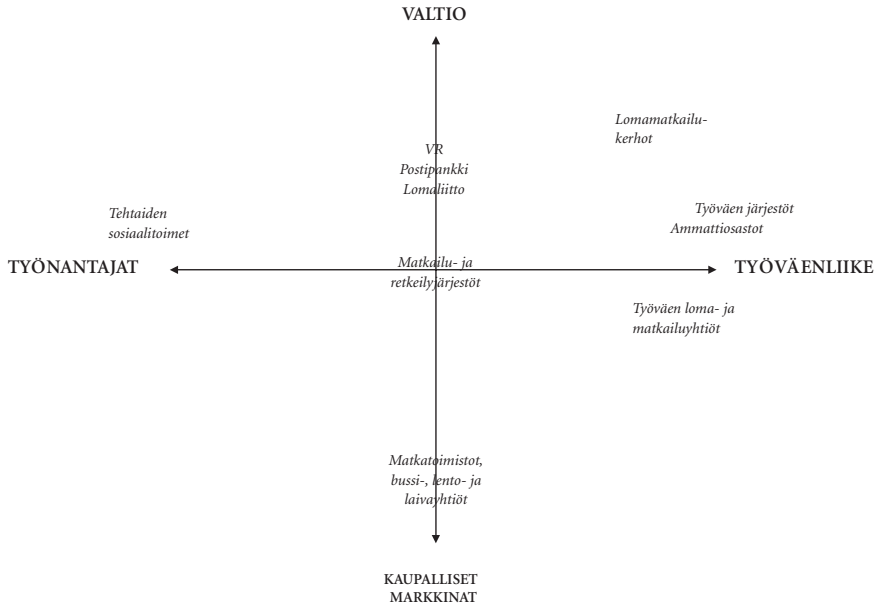 VALTIO
Lomamatkailu-
kerhot
VR
Postipankki
Lomaliitto
Tehtaiden
sosiaalitoimet
Työväen järjestöt
Ammattiosastot
TYÖNANTAJAT
Matkailu- ja
retkeilyjärjestöt
TYÖVÄENLIIKE
Työväen loma- ja
matkailuyhtiöt
Matkatoimistot,
bussi-, lento- ja
laivayhtiöt
KAUPALLISET
MARKKINAT